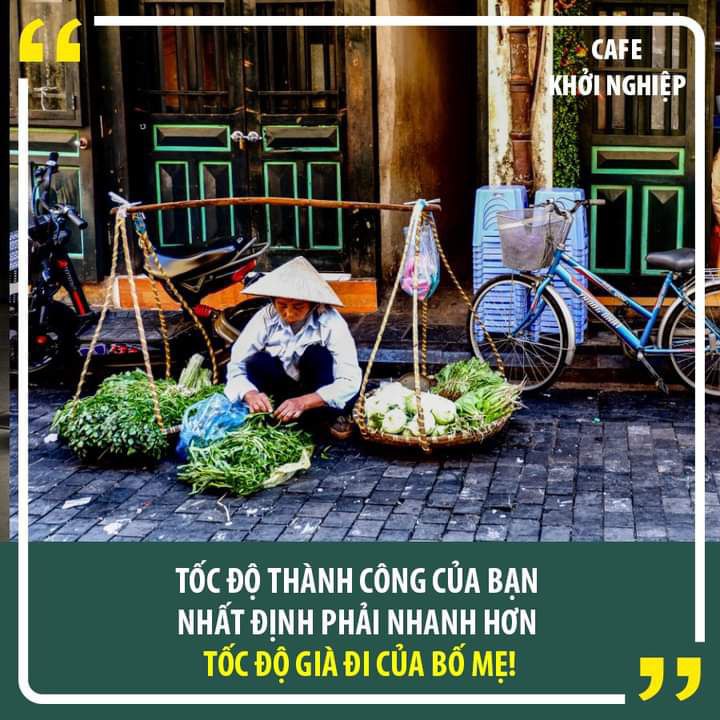 CAFE
KHỞI NGHIỆP
TỐC ĐỘ THÀNH CÔNG CỦA BẠN
NHẤT ĐỊNH PHẢI NHANH HƠN
TỐC ĐỘ GIÀ ĐI CỦA BỐ MẸ!